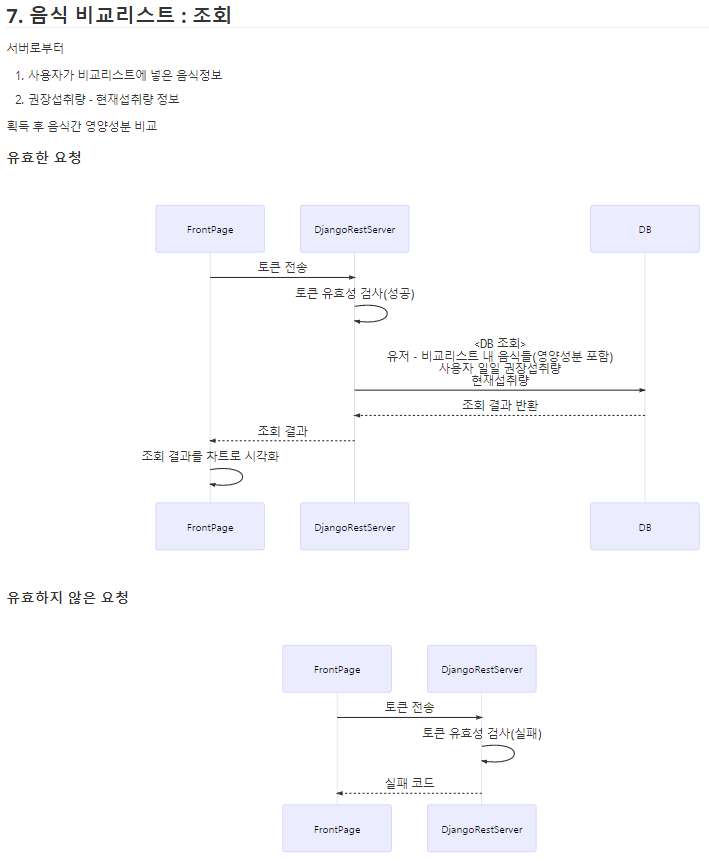 7. 음식 비교리스트 : 조회
서버로부터
1. 사용자가 비교리스트에 넣은 음식정보
2. 권장섭취량 - 현재섭취량 정보
획득 후 음식간 영양성분 비교
유효한 요청
FrontPage
DjangoRestServer
DB
토큰 전송
토큰 유효성 검사(성공)
<DB 조회>
유저 - 비교리스트 내 음식들(영양성분 포함)
사용자 일일 권장섭취량
현재섭취량
조회 결과 반환
조회 결과
조회 결과를 차트로 시각화
FrontPage
DjangoRestServer
DB
유효하지 않은 요청
FrontPage
DjangoRestServer
토큰 전송
토큰 유효성 검사(실패)
실패 코드
FrontPage
DjangoRestServer